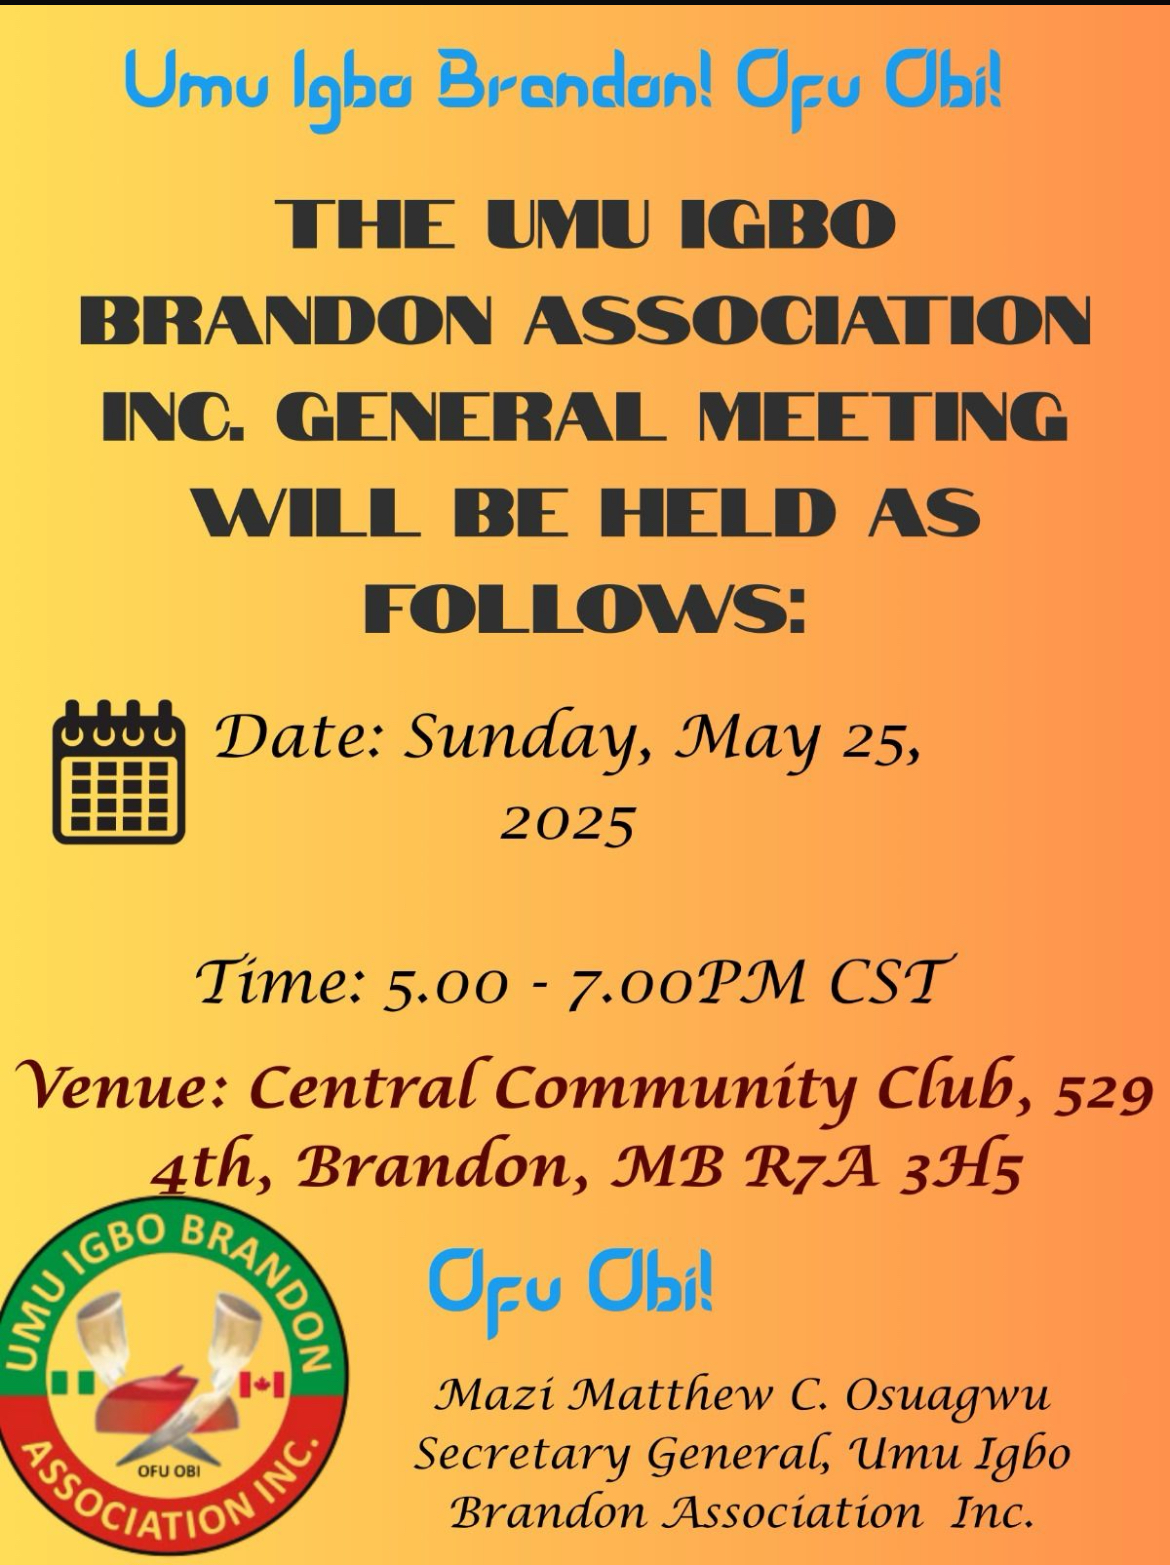 Umu Igbo Brandon! Ofu Obi!
THE UMU IGBO
BRANDON ASSOCIATION
INC. GENERAL MEETING
WILL BE HELD AS
FOLLOWS:
Date: Sunday, May 25,
2025
Time: 5.00 - 7.00PM CST
Venue: Central Community Club, 529
4th, Brandon, MB R7A 3H5
UMU IGBO BRANDON
ASSOCIATION INC.
OFU OBI
Ofu Obi!
Mazi Matthew C. Osuagwu
Secretary General, Umu Igbo
Brandon Association Inc.